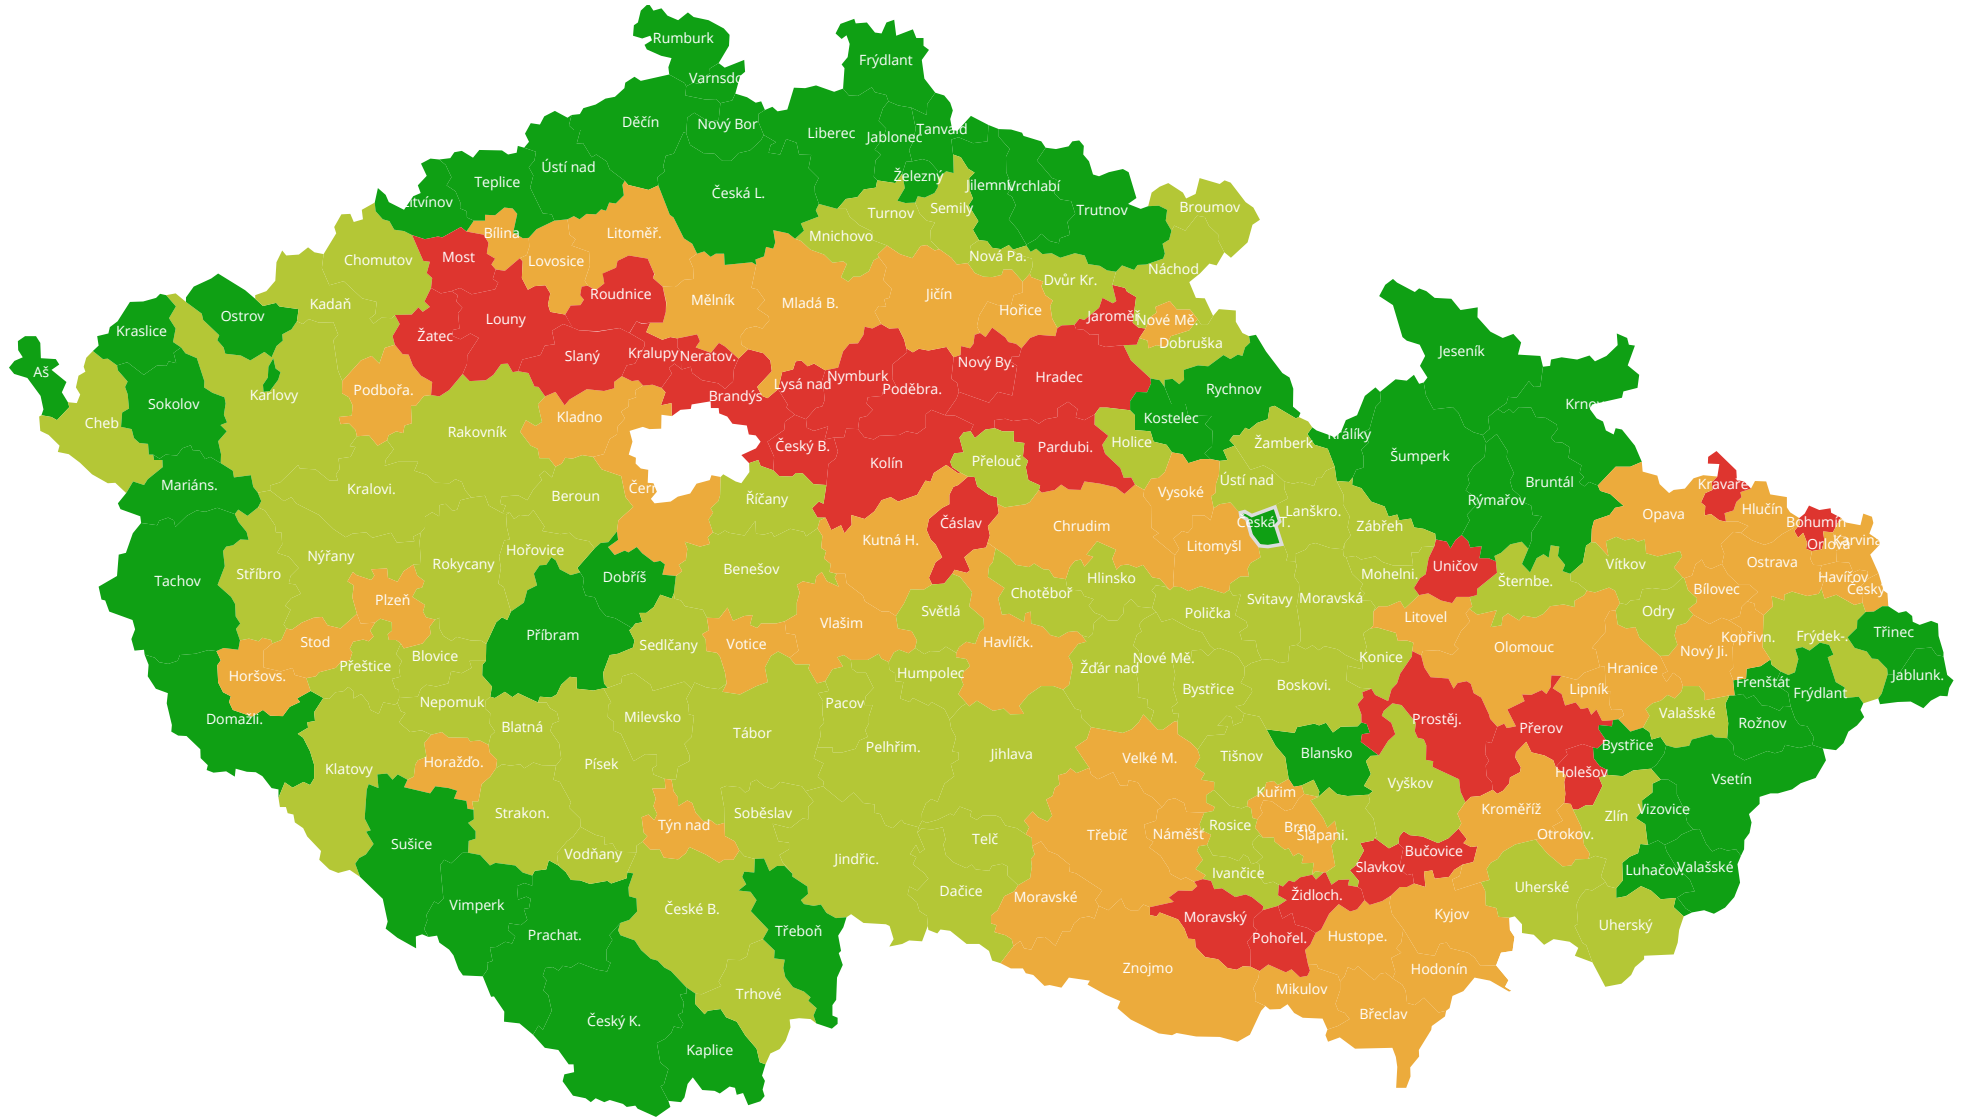 Rumburk
Frýdlant
Varnsdo
Děčín
Nový Bor
Liberec
Jablonec
Tanvald
Ústí nad
Teplice
Železný
Jilemni
Vrchlabí
Česká L.
Litvínov
Turnov
Semily
Trutnov
Broumov
Bílina
Litoměř.
Mnichovo
Most
Chomutov
Lovosice
Nová Pa.
Náchod
Dvůr Kr.
Roudnice
Mělník
Mladá B.
Jičín
Kadaň
Hořice
Ostrov
Louny
Jaroměř
Nové Mě.
Kraslice
Žatec
Dobruška
Slaný
Kralupy
Neratov.
Jeseník
Nový By.
Aš
Nymburk
Hradec
Lysá nad
Poděbra.
Rychnov
Podbořa.
Karlovy
Brandýs
Sokolov
Krnov
Kladno
Kostelec
Cheb
Rakovník
Králíky
Holice
Žamberk
Český B.
Pardubi.
Šumperk
Kolín
Přelouč
Mariáns.
Kralovi.
Ústí nad
Bruntál
Kravaře
Čern
Beroun
Říčany
Vysoké
Rýmařov
Hlučín
Lanškro.
Opava
Čáslav
Chrudim
Česká T.
Zábřeh
Bohumín
Kutná H.
Orlová
Karviná
Litomyšl
Hořovice
Nýřany
Rokycany
Uničov
Vítkov
Ostrava
Stříbro
Benešov
Mohelni.
Tachov
Dobříš
Hlinsko
Šternbe.
Havířov
Český
Chotěboř
Bílovec
Plzeň
Svitavy
Moravská
Světlá
Polička
Odry
Litovel
Vlašim
Příbram
Třinec
Stod
Havlíčk.
Kopřivn.
Frýdek-.
Sedlčany
Votice
Olomouc
Nový Ji.
Blovice
Nové Mě.
Konice
Přeštice
Žďár nad
Hranice
Humpolec
Horšovs.
Jablunk.
Frenštát
Boskovi.
Bystřice
Lipník
Frýdlant
Nepomuk
Pacov
Valašské
Milevsko
Domažli.
Prostěj.
Rožnov
Blatná
Přerov
Tábor
Pelhřim.
Bystřice
Jihlava
Blansko
Tišnov
Velké M.
Horažďo.
Písek
Klatovy
Holešov
Vsetín
Vyškov
Kuřim
Kroměříž
Vizovice
Strakon.
Soběslav
Zlín
Týn nad
Rosice
Brno
Náměšť
Třebíč
Šlapani.
Otrokov.
Telč
Sušice
Bučovice
Vodňany
Jindřic.
Slavkov
Valašské
Luhačov.
Ivančice
Uherské
Dačice
Židloch.
Moravské
Vimperk
České B.
Kyjov
Moravský
Uherský
Třeboň
Prachat.
Hustope.
Pohořel.
Znojmo
Hodonín
Mikulov
Trhové
Břeclav
Český K.
Kaplice